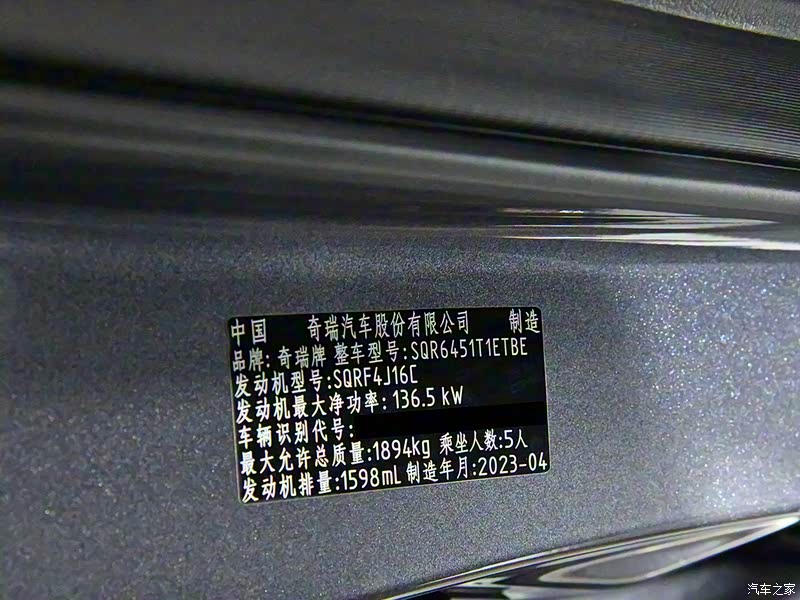 中国 奇瑞汽车股份有限公司 制造
品牌: 奇瑞牌 整车型号:SQR6451T1ETBE
发动机型号:SQRF4J16C
发动机最大净功率: 136.5 kW
车辆识别代号:
最大允许总质量:1894kg 乘坐人数:5人
发动机排量:1598mL 制造年月:2023-04
汽车之家